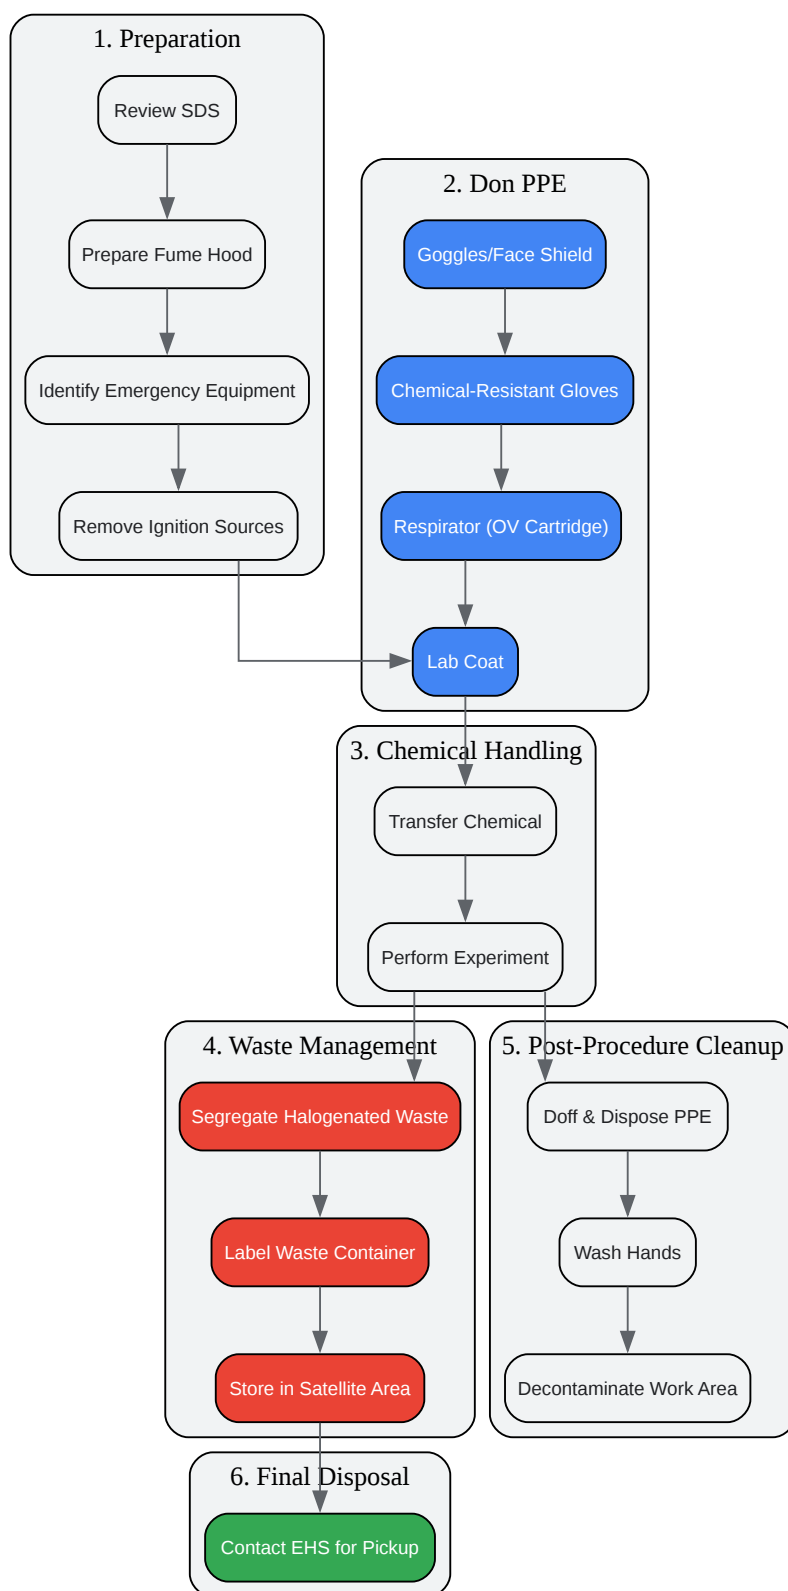 1. Preparation
Review SDS
Prepare Fume Hood
Identify Emergency Equipment
Remove Ignition Sources
2. Don PPE
Goggles/Face Shield
Chemical-Resistant Gloves
Respirator (OV Cartridge)
Lab Coat
3. Chemical Handling
Transfer Chemical
Perform Experiment
4. Waste Management
Segregate Halogenated Waste
Label Waste Container
Store in Satellite Area
5. Post-Procedure Cleanup
Doff & Dispose PPE
Wash Hands
Decontaminate Work Area
6. Final Disposal
Contact EHS for Pickup